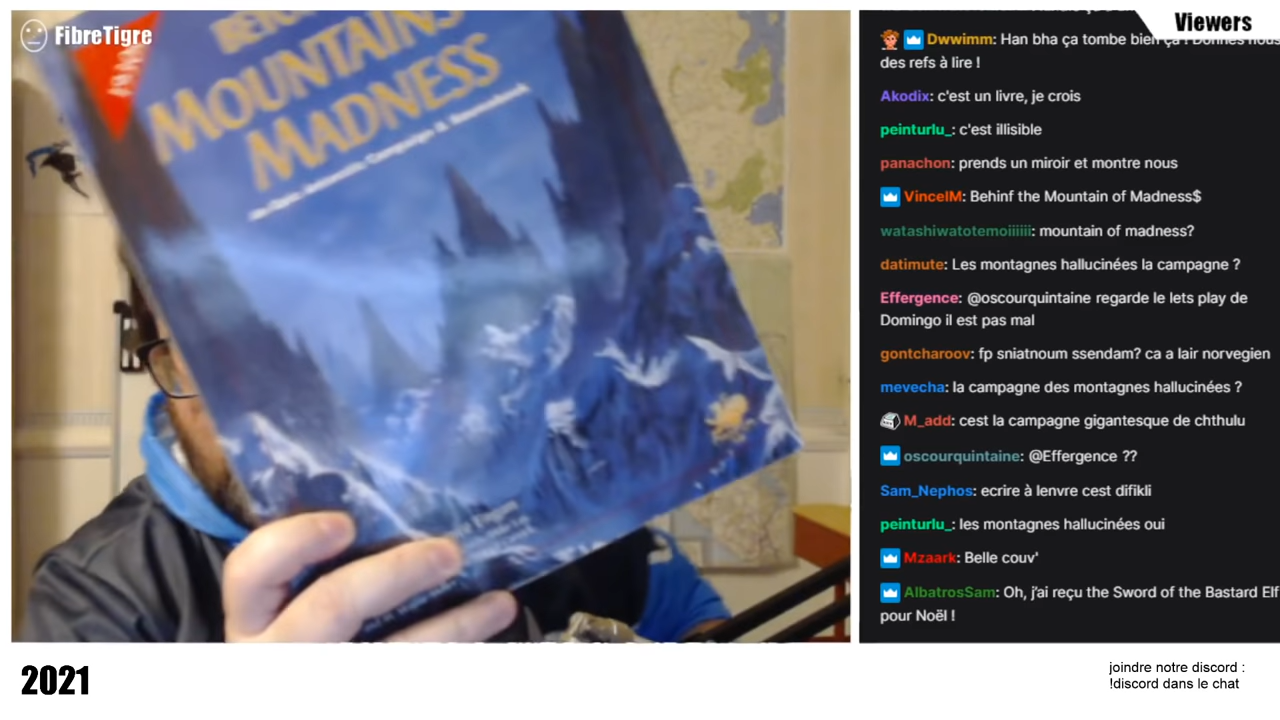 FibreTigre
MOUNTAINS
MADNESS
Viewers
Dwwimm: Han bha ça tombe bien ça ! Donnes nous
des refs à lire !
Akodix: c'est un livre, je crois
peinturlu_: c'est illisible
panachon: prends un miroir et montre nous
VincelM: Behinf the Mountain of Madness$
watashiwatotemoiiiiii: mountain of madness?
datimute: Les montagnes hallucinées la campagne ?
Effergence: @oscourquintaine regarde le lets play de
Domingo il est pas mal
gontcharoov: fp sniatnoum ssendam? ca a lair norvegien
mevecha: la campagne des montagnes hallucinées ?
M_add: cest la campagne gigantesque de chthulu
oscourquintaine: @Effergence ??
Sam_Nephos: ecrire à lenvre cest difikli
peinturlu_: les montagnes hallucinées oui
Mzaark: Belle couv'
AlbatrosSam: Oh, j'ai reçu the Sword of the Bastard Elf
pour Noël !
2021
joindre notre discord :
!discord dans le chat